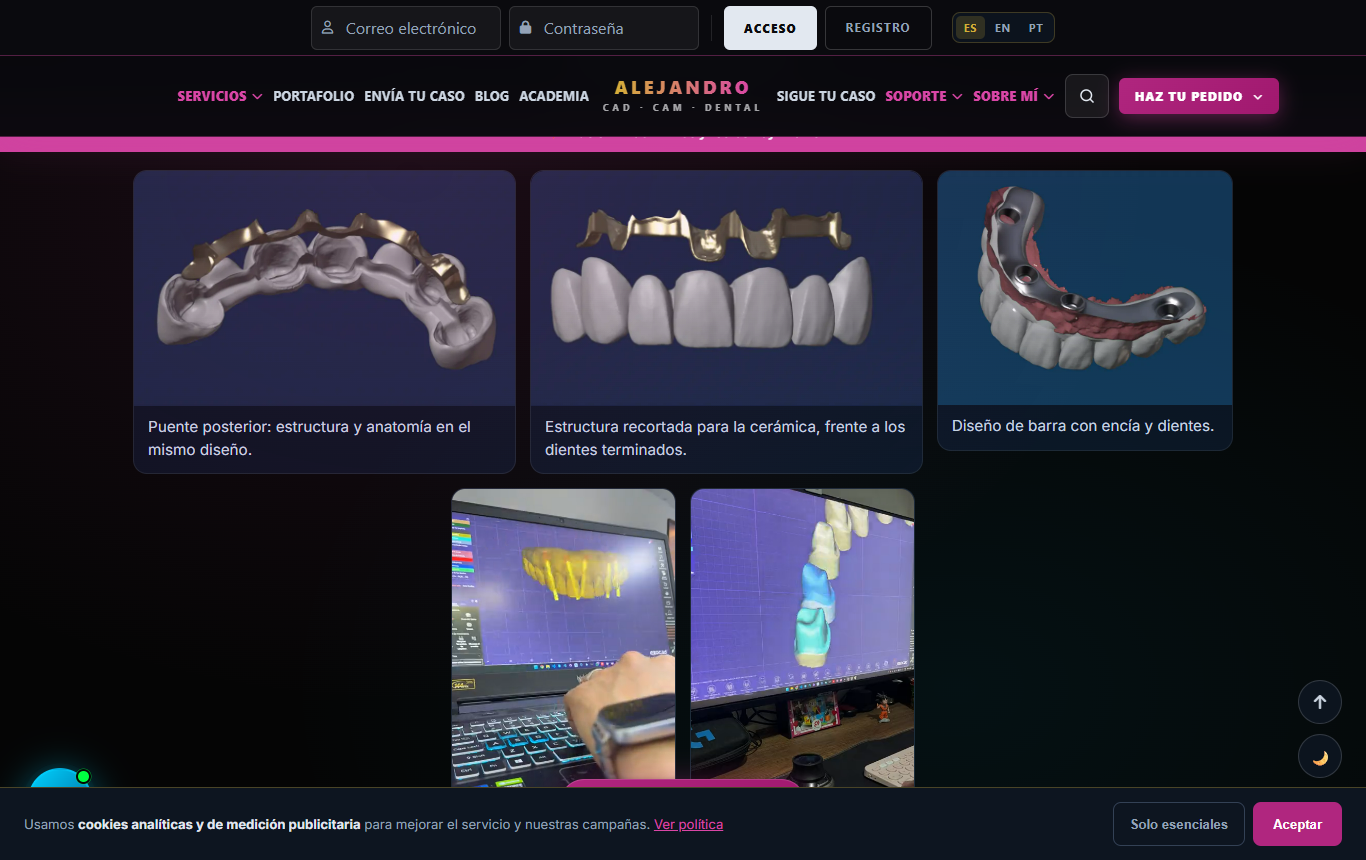 Correo electrónico
Contraseña
ACCESO
REGISTRO
ES EN PT
SERVICIOS
PORTAFOLIO
ENVÍA TU CASO
BLOG
ACADEMIA
ALEJANDRO
CAD · CAM · DENTAL
SIGUE TU CASO
SOPORTE
SOBRE MÍ
HAZ TU PEDIDO
Puente posterior: estructura y anatomía en el
mismo diseño.
Estructura recortada para la cerámica, frente a los
dientes terminados.
Diseño de barra con encía y dientes.
Usamos cookies analíticas y de medición publicitaria para mejorar el servicio y nuestras campañas. Ver política
Solo esenciales
Aceptar